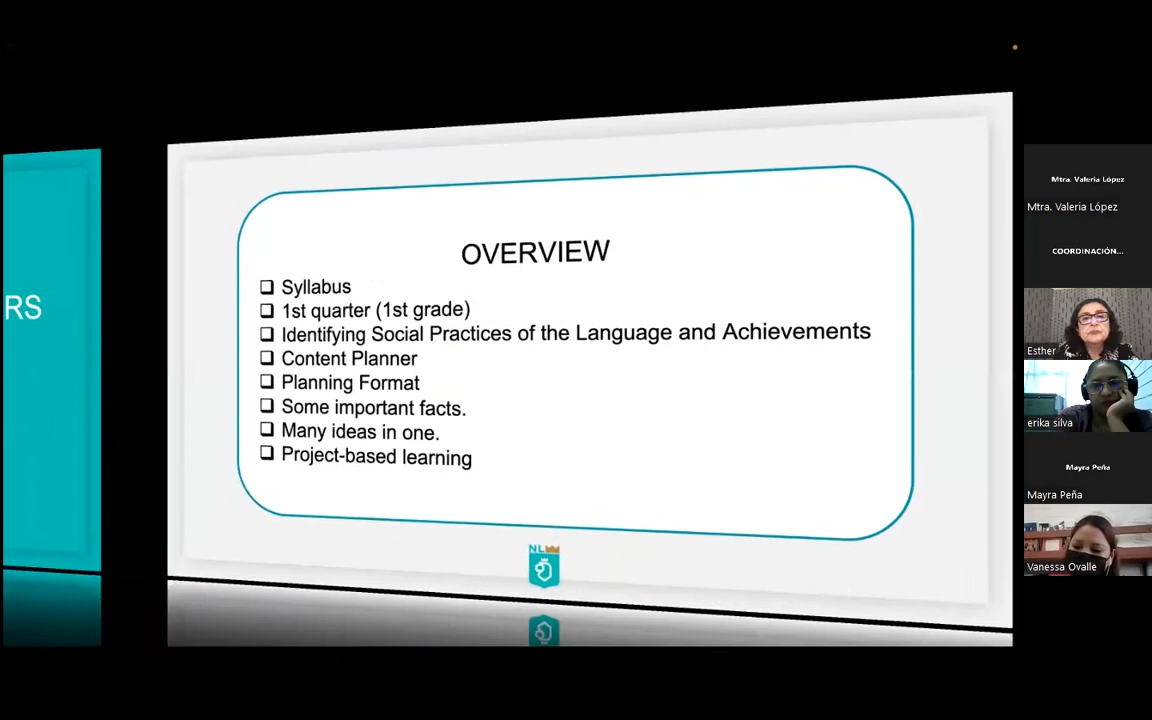 RS
OVERVIEW
❑ Syllabus
❑ 1st quarter (1st grade)
❑ Identifying Social Practices of the Language and Achievements
❑ Content Planner
❑ Planning Format
❑ Some important facts.
❑ Many ideas in one.
❑ Project-based learning
NL
Mtra. Valeria López
Mtra. Valeria López
COORDINACIÓN...
Esther
erika silva
Mayra Peña
Mayra Peña
Vanessa Ovalle